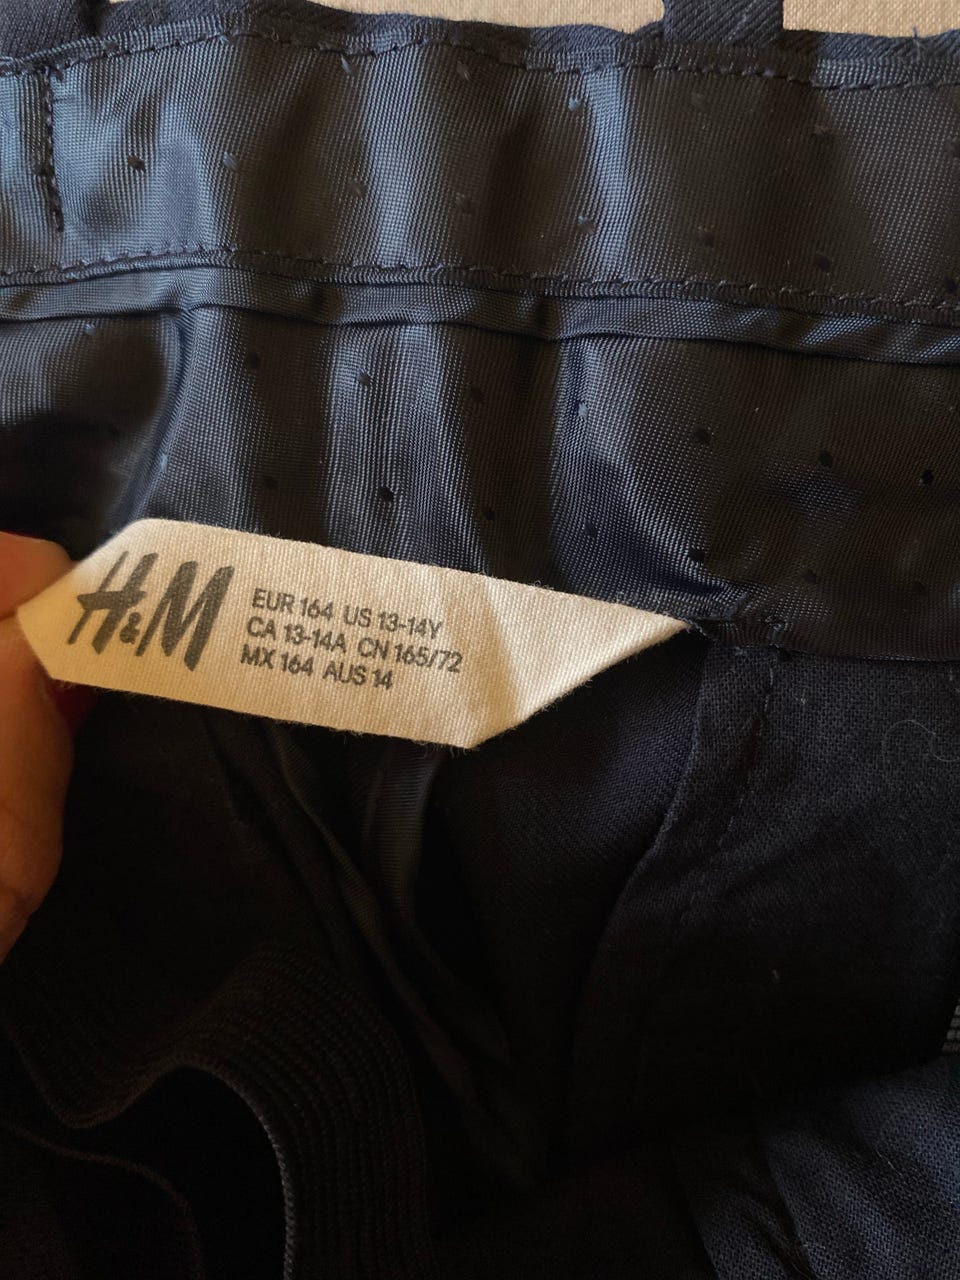 H&M
EUR 164 US 13-14Y
CA 13-14A CN 165/72
MX 164 AUS 14